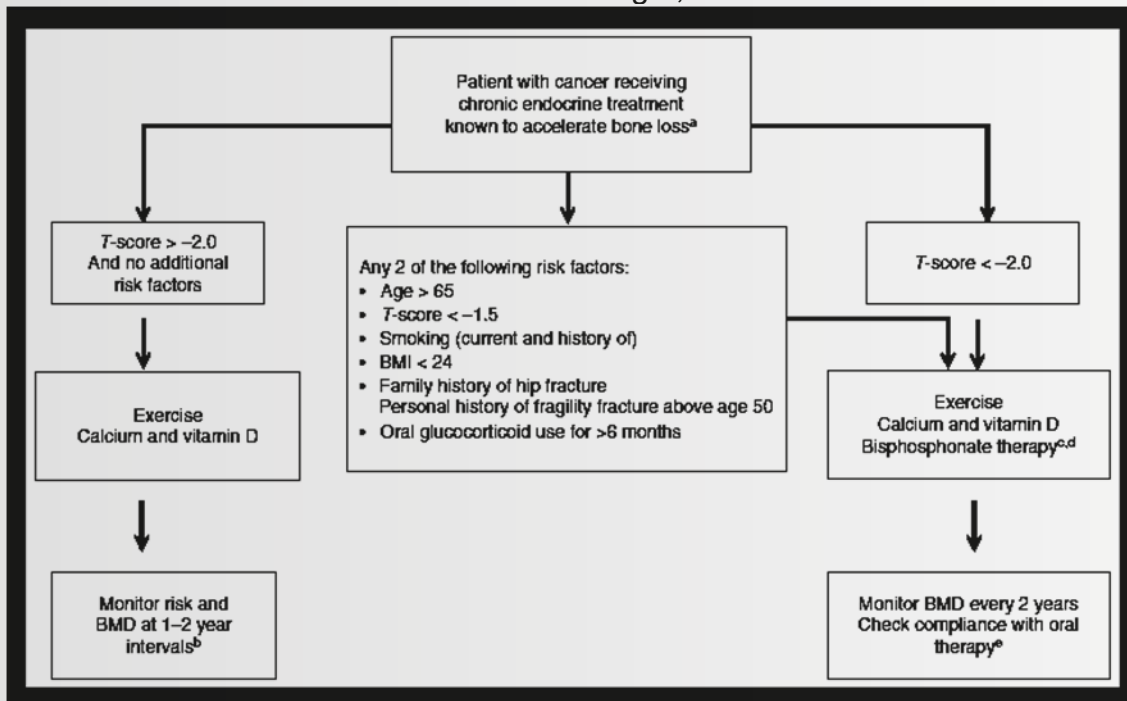 Patient with cancer receiving
chronic endocrine treatment
known to accelerate bone lossᵃ
T-score > –2.0
And no additional
risk factors
Any 2 of the following risk factors:
• Age > 65
• T-score < –1.5
• Smoking (current and history of)
• BMI < 24
• Family history of hip fracture
Personal history of fragility fracture above age 50
• Oral glucocorticoid use for >6 months
T-score < –2.0
Exercise
Calcium and vitamin D
Exercise
Calcium and vitamin D
Bisphosphonate therapyᶜ,ᵈ
Monitor risk and
BMD at 1–2 year
intervalsᵇ
Monitor BMD every 2 years
Check compliance with oral
therapyᵉ